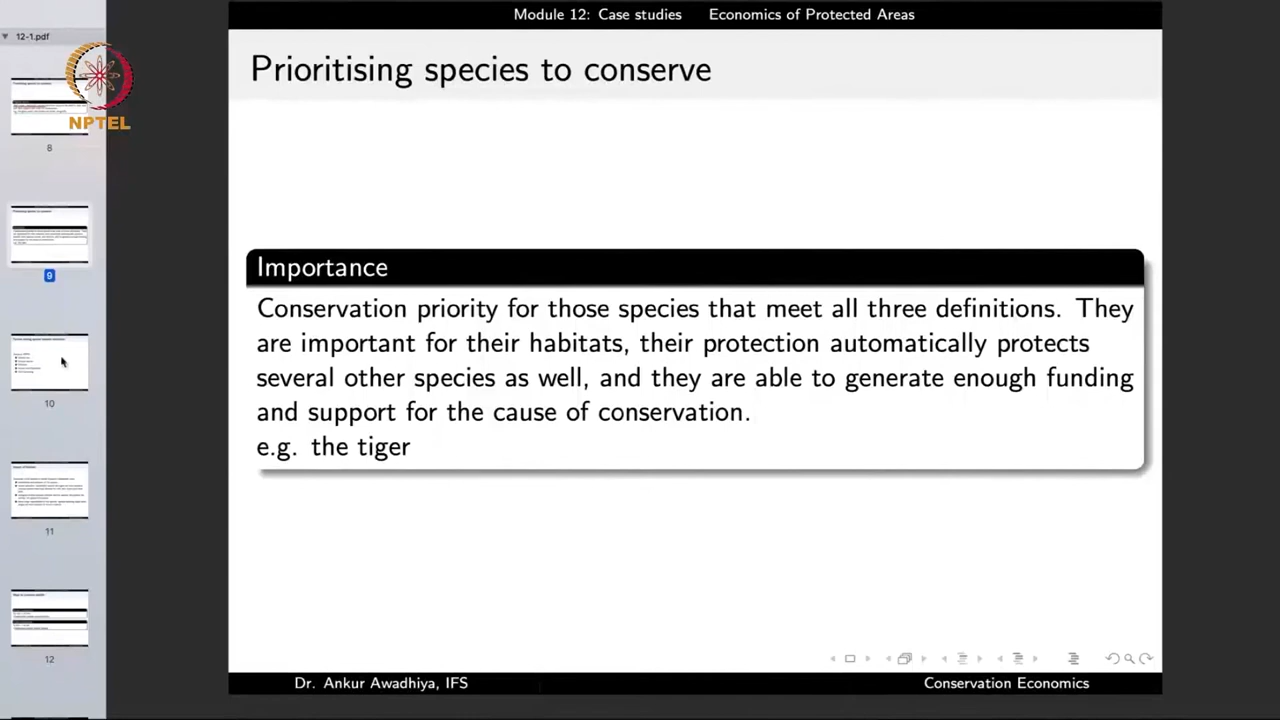 Module 12: Case studies Economics of Protected Areas
12-1.pdf
NPTEL
Prioritising species to conserve
8
9
10
11
12
Importance
Conservation priority for those species that meet all three definitions. They
are important for their habitats, their protection automatically protects
several other species as well, and they are able to generate enough funding
and support for the cause of conservation.
e.g. the tiger
Dr. Ankur Awadhiya, IFS Conservation Economics